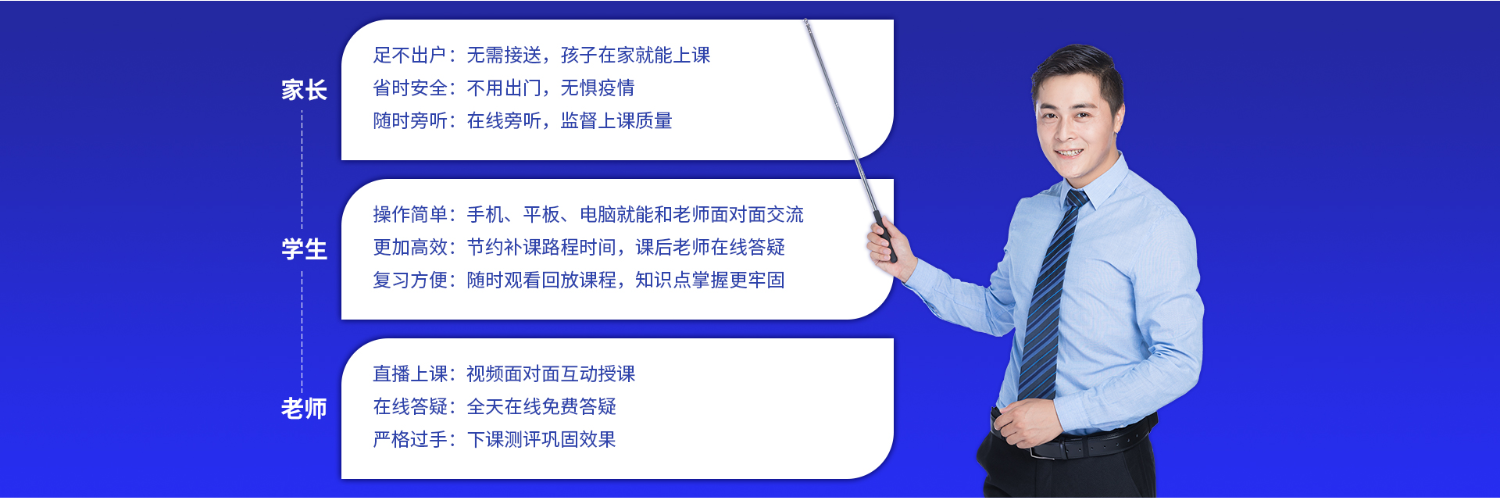 家长
足不出户：无需接送，孩子在家就能上课
省时安全：不用出门，无惧疫情
随时旁听：在线旁听，监督上课质量
学生
操作简单：手机、平板、电脑就能和老师面对面交流
更加高效：节约补课路程时间，课后老师在线答疑
复习方便：随时观看回放课程，知识点掌握更牢固
老师
直播上课：视频面对面互动授课
在线答疑：全天在线免费答疑
严格过手：下课测评巩固效果